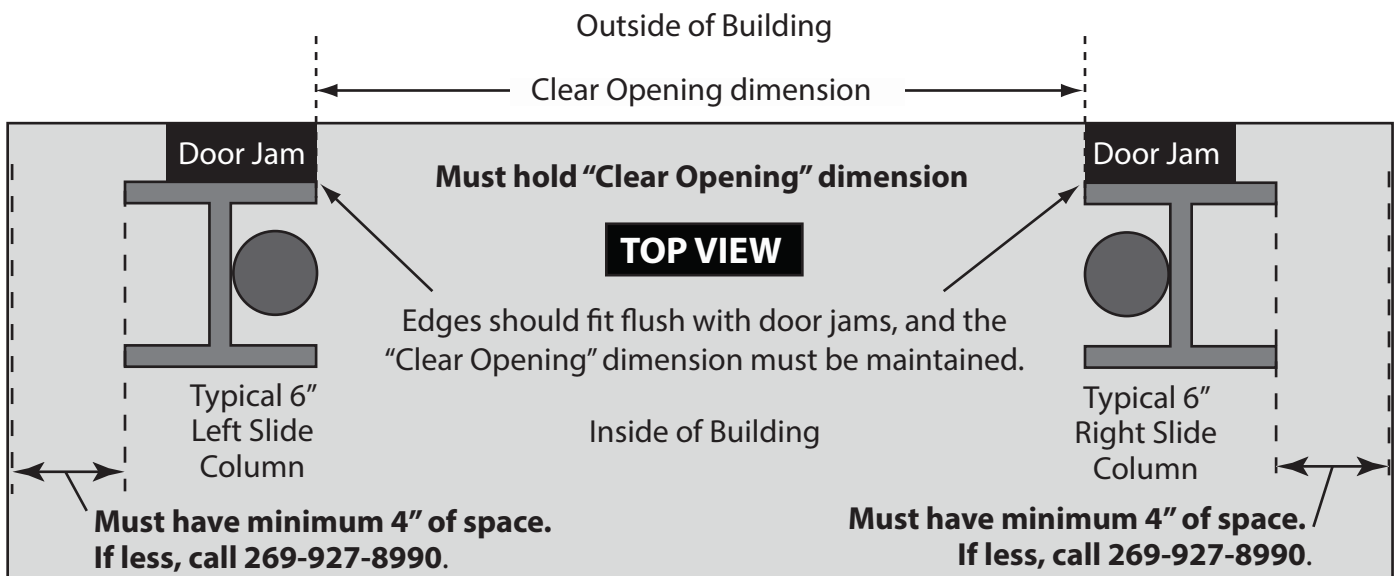 Outside of Building
Clear Opening dimension
Door Jam
Door Jam
Must hold “Clear Opening” dimension
TOP VIEW
Edges should fit flush with door jams, and the
“Clear Opening” dimension must be maintained.
Typical 6”
Left Slide
Column
Inside of Building
Typical 6”
Right Slide
Column
Must have minimum 4” of space.
If less, call 269-927-8990.
Must have minimum 4” of space.
If less, call 269-927-8990.